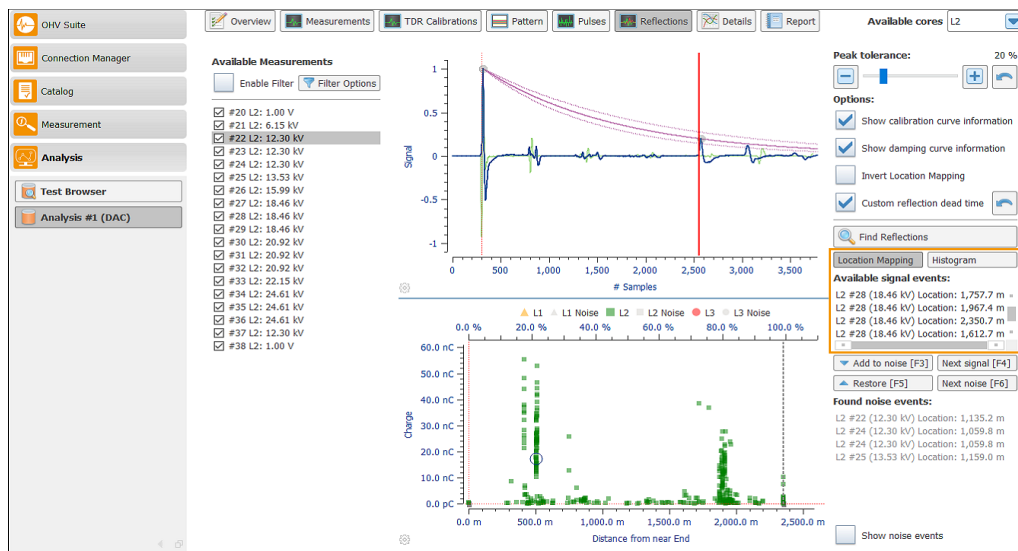 OHV Suite
Connection Manager
Catalog
Measurement
Analysis
Test Browser
Analysis #1 (DAC)
Overview
Measurements
TDR Calibrations
Pattern
Pulses
Reflections
Details
Report
Available cores
L2
Available Measurements
Enable Filter
Filter Options
#20 L2: 1.00 V
#21 L2: 6.15 kV
#22 L2: 12.30 kV
#23 L2: 12.30 kV
#24 L2: 12.30 kV
#25 L2: 13.53 kV
#26 L2: 15.99 kV
#27 L2: 18.46 kV
#28 L2: 18.46 kV
#29 L2: 18.46 kV
#30 L2: 20.92 kV
#31 L2: 20.92 kV
#32 L2: 20.92 kV
#33 L2: 22.15 kV
#34 L2: 24.61 kV
#35 L2: 24.61 kV
#36 L2: 24.61 kV
#37 L2: 12.30 kV
#38 L2: 1.00 V
Signal
1
0.5
0
-0.5
-1
0 500 1,000 1,500 2,000 2,500 3,000 3,500
# Samples
L1 L1 Noise L2 L2 Noise L3 L3 Noise
0.0 % 20.0 % 40.0 % 60.0 % 80.0 % 100.0 %
Charge
60.0 nC
50.0 nC
40.0 nC
30.0 nC
20.0 nC
10.0 nC
0.0 pC
0.0 m 500.0 m 1,000.0 m 1,500.0 m 2,000.0 m 2,500.0 m
Distance from near End
Peak tolerance: 20 %
Options:
Show calibration curve information
Show damping curve information
Invert Location Mapping
Custom reflection dead time
Find Reflections
Location Mapping
Histogram
Available signal events:
L2 #28 (18.46 kV) Location: 1,757.7 m
L2 #28 (18.46 kV) Location: 1,967.4 m
L2 #28 (18.46 kV) Location: 2,350.7 m
L2 #28 (18.46 kV) Location: 1,612.7 m
Add to noise [F3]
Next signal [F4]
Restore [F5]
Next noise [F6]
Found noise events:
L2 #22 (12.30 kV) Location: 1,135.2 m
L2 #24 (12.30 kV) Location: 1,059.8 m
L2 #24 (12.30 kV) Location: 1,059.8 m
L2 #25 (13.53 kV) Location: 1,159.0 m
Show noise events